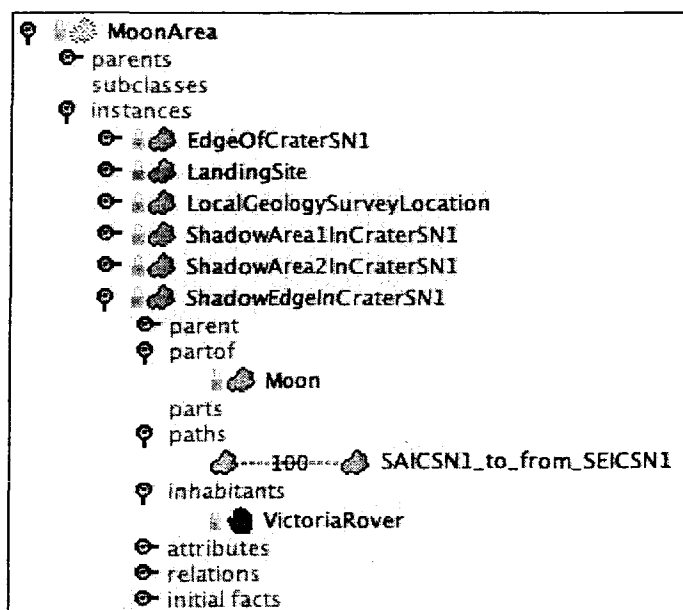 MoonArea
parents
subclasses
instances
EdgeOfCraterSN1
LandingSite
LocalGeologySurveyLocation
ShadowArea1InCraterSN1
ShadowArea2InCraterSN1
ShadowEdgeInCraterSN1
parent
partof
Moon
parts
paths
100 SAICSN1_to_from_SEICSN1
inhabitants
VictoriaRover
attributes
relations
initial facts